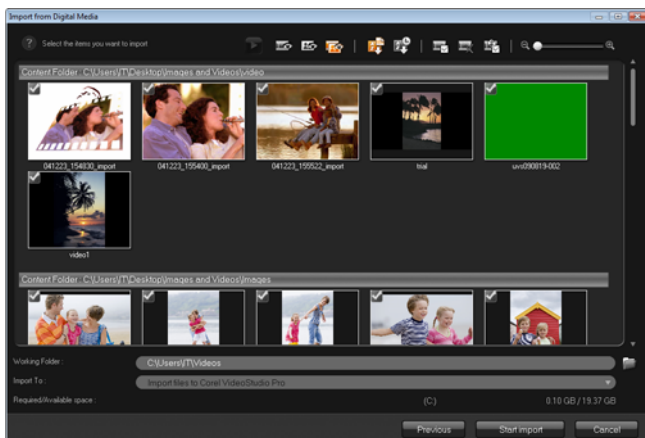 Import from Digital Media
Select the items you want to import
Content Folder : C:\Users\IT\Desktop\Images and Videos\video
041223_154830_import
041223_155400_import
041223_155522_import
trial
uvs090819-002
video1
Content Folder : C:\Users\IT\Desktop\Images and Videos\Images
Working Folder :
C:\Users\IT\Videos
Import To :
Import files to Corel VideoStudio Pro
Required/Available space :
(C:)
0.10 GB / 19.37 GB
Previous
Start import
Cancel